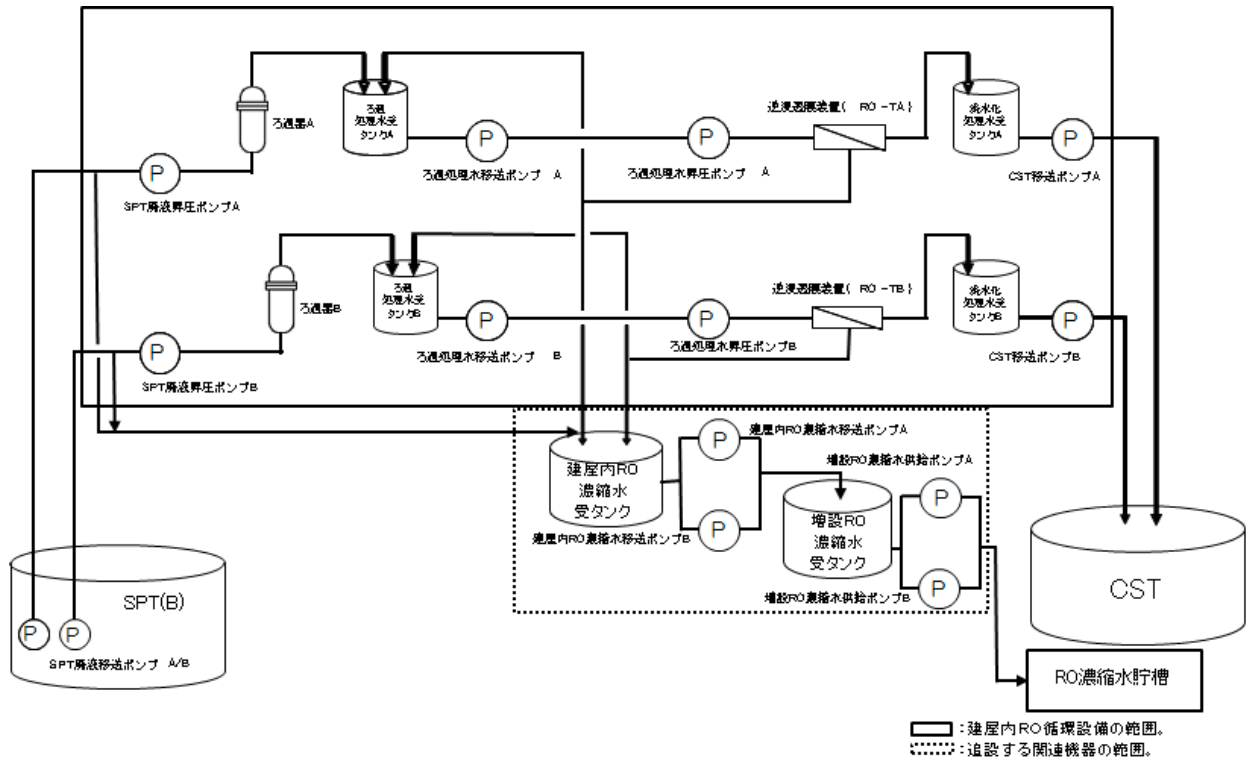 ろ過器A
ろ過
処理水受
タンクA
P
P
逆浸透膜装置( RO-TA)
淡水化
処理水受
タンクA
P
P
SPT廃液昇圧ポンプA
ろ過処理水移送ポンプ A
ろ過処理水昇圧ポンプ A
CST移送ポンプA
ろ過器B
ろ過
処理水受
タンクB
P
P
逆浸透膜装置( RO-TB)
淡水化
処理水受
タンクB
P
P
SPT廃液昇圧ポンプB
ろ過処理水移送ポンプ B
ろ過処理水昇圧ポンプB
CST移送ポンプB
建屋内RO
濃縮水
受タンク
P
建屋内RO濃縮水移送ポンプA
P
建屋内RO濃縮水移送ポンプB
増設RO濃縮水供給ポンプA
増設RO
濃縮水
受タンク
P
P
増設RO濃縮水供給ポンプB
CST
SPT(B)
P
P
SPT廃液移送ポンプ A/B
RO濃縮水貯槽
:建屋内RO循環設備の範囲。
:追設する関連機器の範囲。